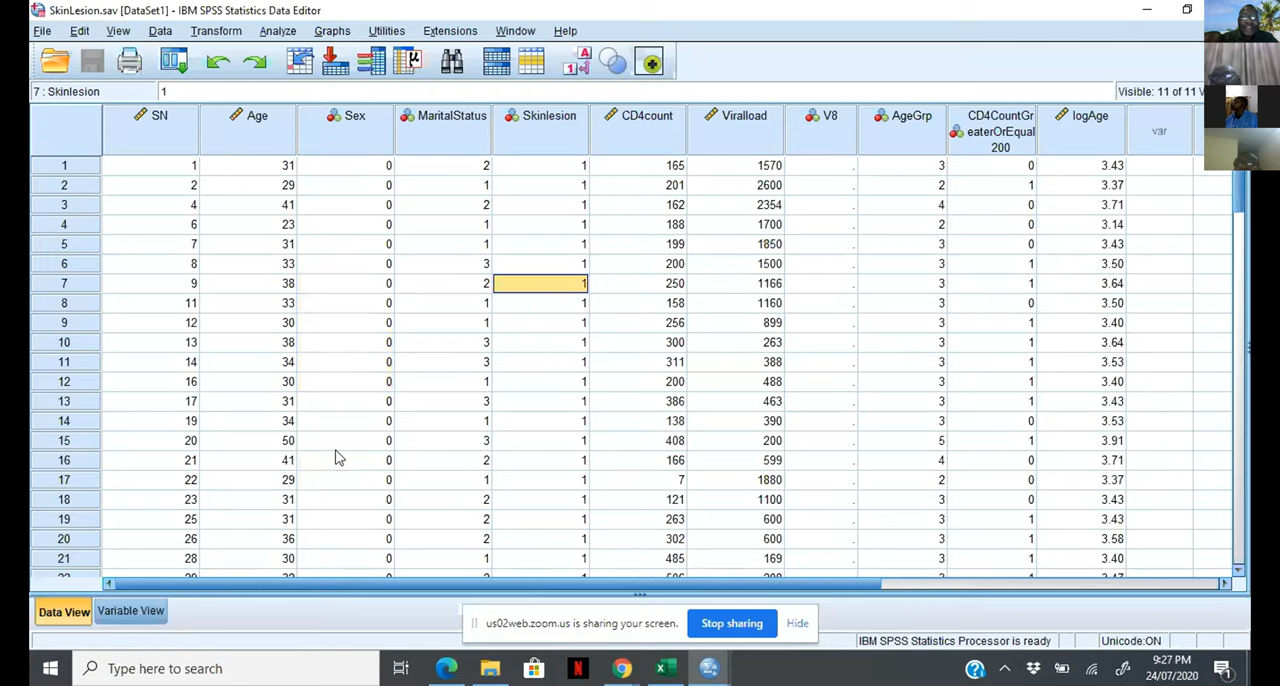 SkinLesion.sav [DataSet1] - IBM SPSS Statistics Data Editor
File Edit View Data Transform Analyze Graphs Utilities Extensions Window Help
7 : Skinlesion 1 Visible: 11 of 11 V
SN Age Sex MaritalStatus Skinlesion CD4count Viralload V8 AgeGrp CD4CountGreaterOrEqual200 logAge var
1 1 31 0 2 1 165 1570 . 3 0 3.43
2 2 29 0 1 1 201 2600 . 2 1 3.37
3 4 41 0 2 1 162 2354 . 4 0 3.71
4 6 23 0 1 1 188 1700 . 2 0 3.14
5 7 31 0 1 1 199 1850 . 3 0 3.43
6 8 33 0 3 1 200 1500 . 3 1 3.50
7 9 38 0 2 1 250 1166 . 3 1 3.64
8 11 33 0 1 1 158 1160 . 3 0 3.50
9 12 30 0 1 1 256 899 . 3 1 3.40
10 13 38 0 3 1 300 263 . 3 1 3.64
11 14 34 0 3 1 311 388 . 3 1 3.53
12 16 30 0 1 1 200 488 . 3 1 3.40
13 17 31 0 3 1 386 463 . 3 1 3.43
14 19 34 0 1 1 138 390 . 3 0 3.53
15 20 50 0 3 1 408 200 . 5 1 3.91
16 21 41 0 2 1 166 599 . 4 0 3.71
17 22 29 0 1 1 7 1880 . 2 0 3.37
18 23 31 0 2 1 121 1100 . 3 0 3.43
19 25 31 0 2 1 263 600 . 3 1 3.43
20 26 36 0 2 1 302 600 . 3 1 3.58
21 28 30 0 1 1 485 169 . 3 1 3.40
Data View Variable View
us02web.zoom.us is sharing your screen. Stop sharing Hide
IBM SPSS Statistics Processor is ready Unicode:ON
Type here to search
9:27 PM
24/07/2020